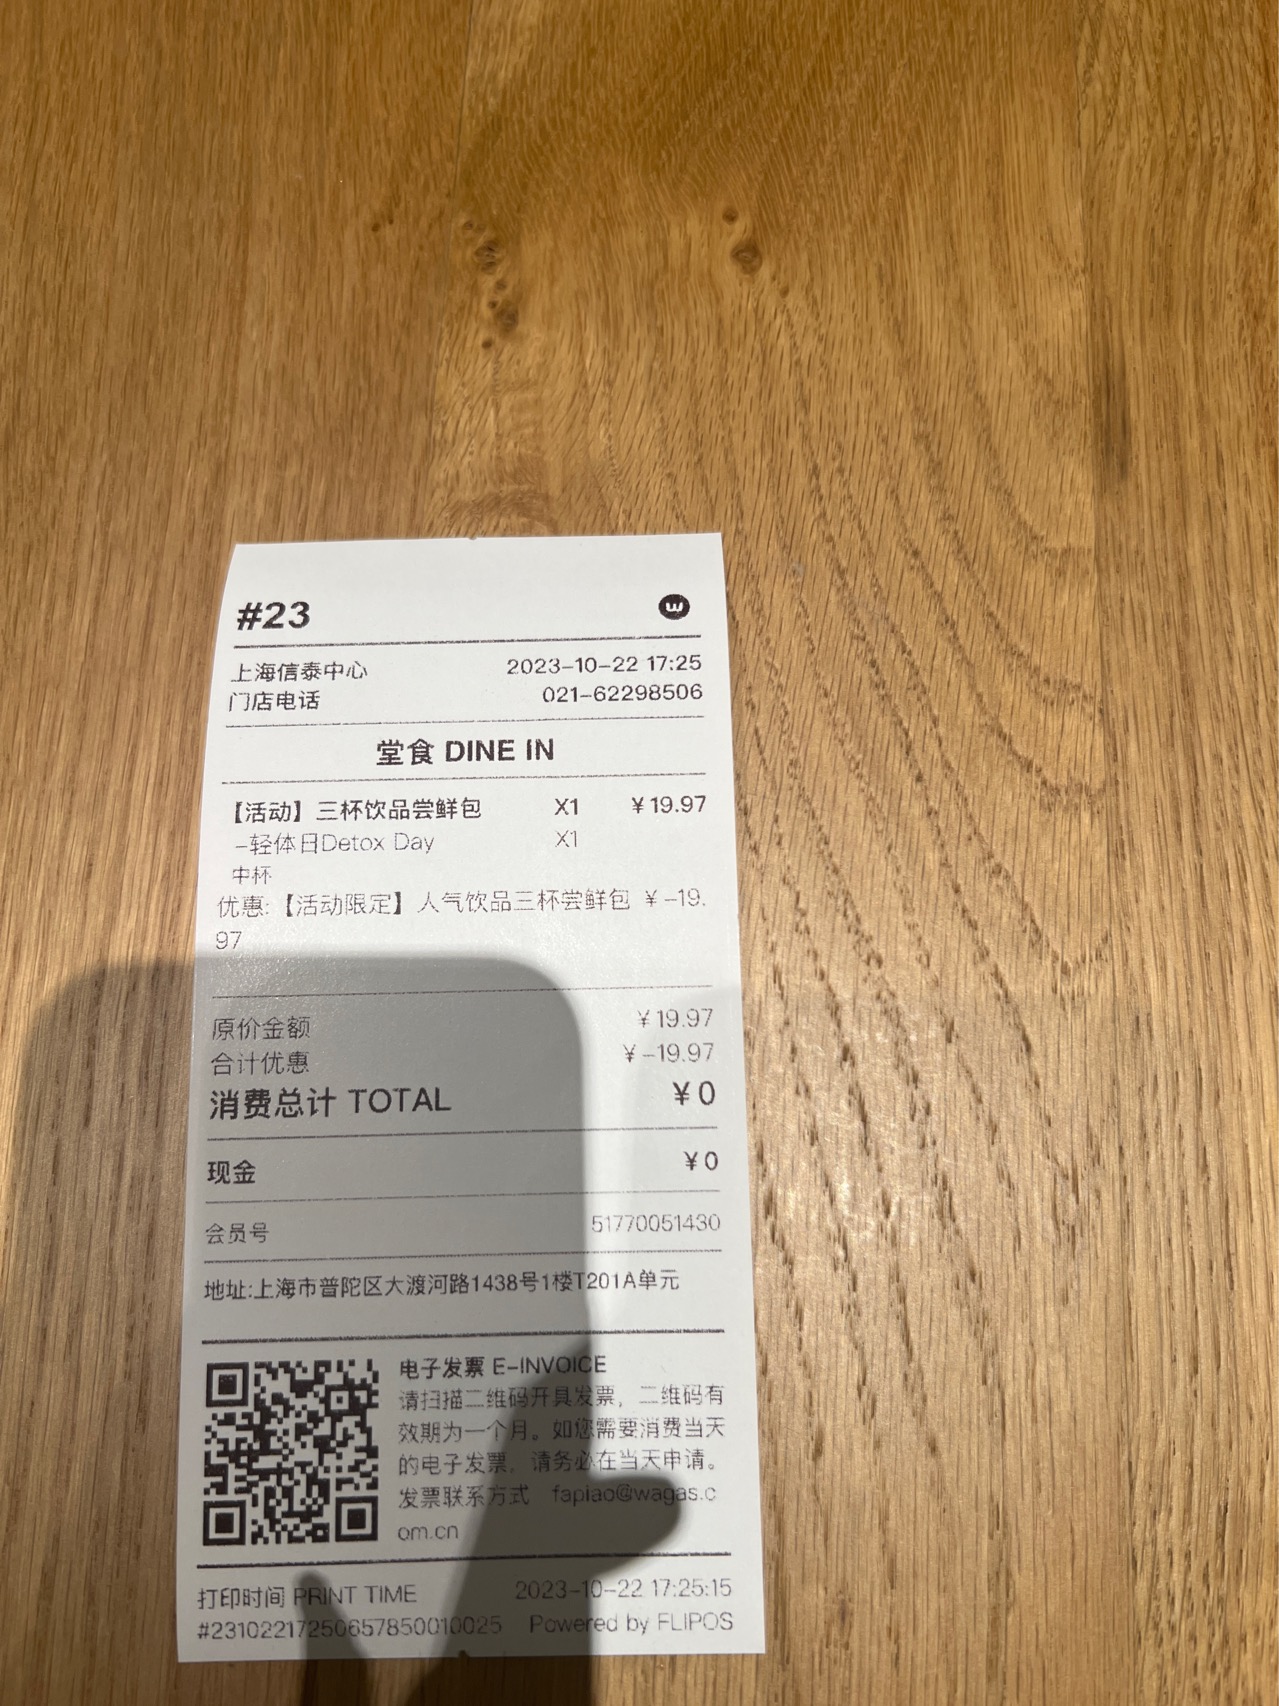 #23
w
上海信泰中心 2023-10-22 17:25
门店电话 021-62298506
堂食 DINE IN
【活动】三杯饮品尝鲜包 X1 ¥19.97
-轻体日Detox Day X1
中杯
优惠:【活动限定】人气饮品三杯尝鲜包 ¥-19.
97
原价金额 ¥19.97
合计优惠 ¥-19.97
消费总计 TOTAL ¥0
现金 ¥0
会员号 51770051430
地址:上海市普陀区大渡河路1438号1楼T201A单元
电子发票 E-INVOICE
请扫描二维码开具发票，二维码有
效期为一个月。如您需要消费当天
的电子发票，请务必在当天申请。
发票联系方式 fapiao@wagas.c
om.cn
打印时间 PRINT TIME 2023-10-22 17:25:15
#23102217250657850010025 Powered by FLIPOS